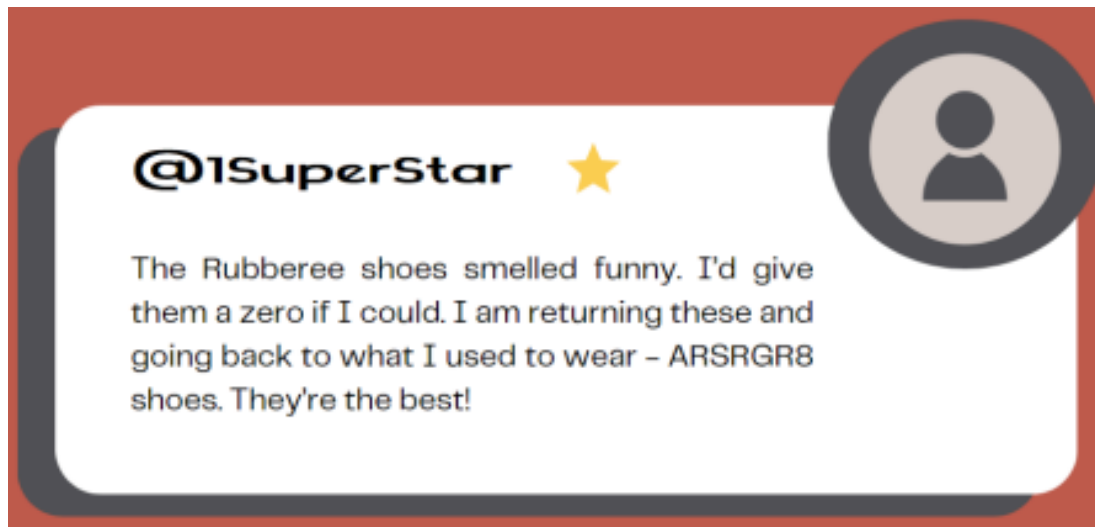 @1SuperStar
The Rubberee shoes smelled funny. I'd give
them a zero if I could. I am returning these and
going back to what I used to wear – ARSRGR8
shoes. They're the best!